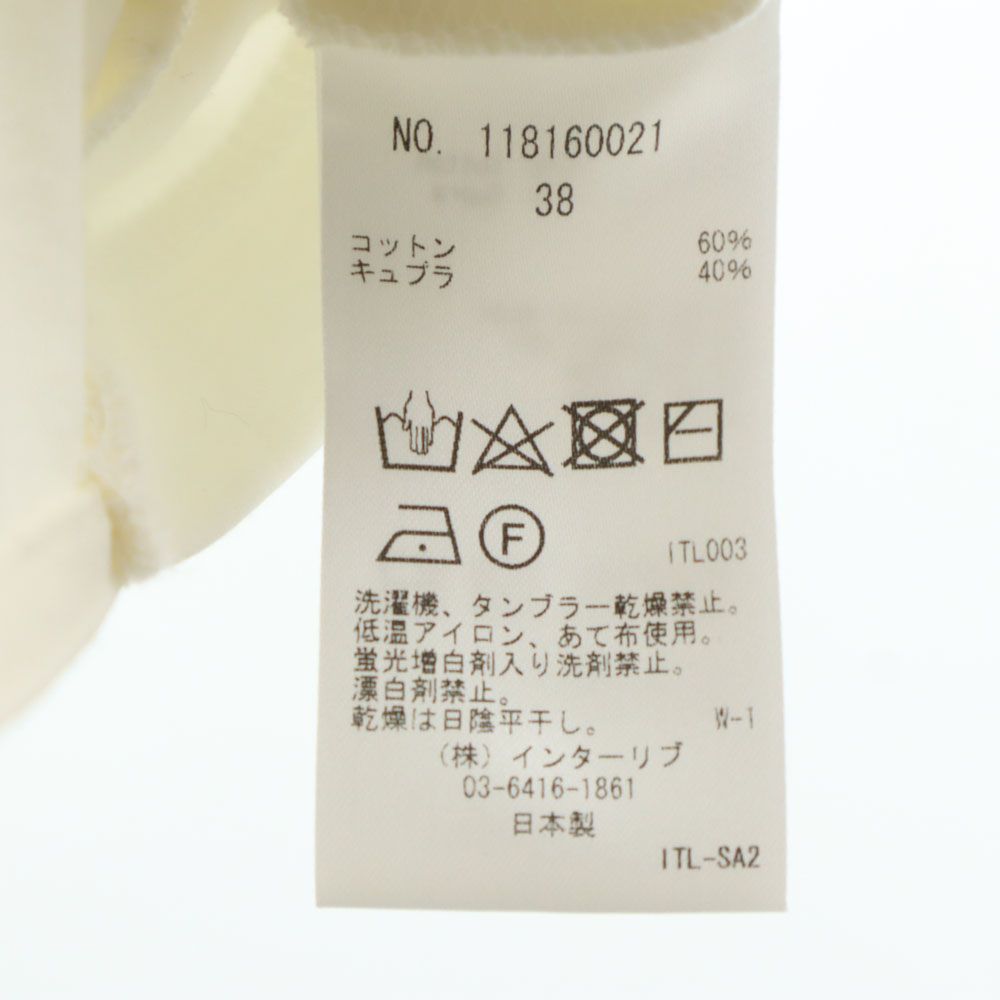 NO. 118160021
38
コットン 60%
キュプラ 40%
F
ITL003
洗濯機、タンブラー乾燥禁止。
低温アイロン、あて布使用。
蛍光増白剤入り洗剤禁止。
漂白剤禁止。
乾燥は日陰平干し。 W-1
(株)インターリブ
03-6416-1861
日本製
ITL-SA2